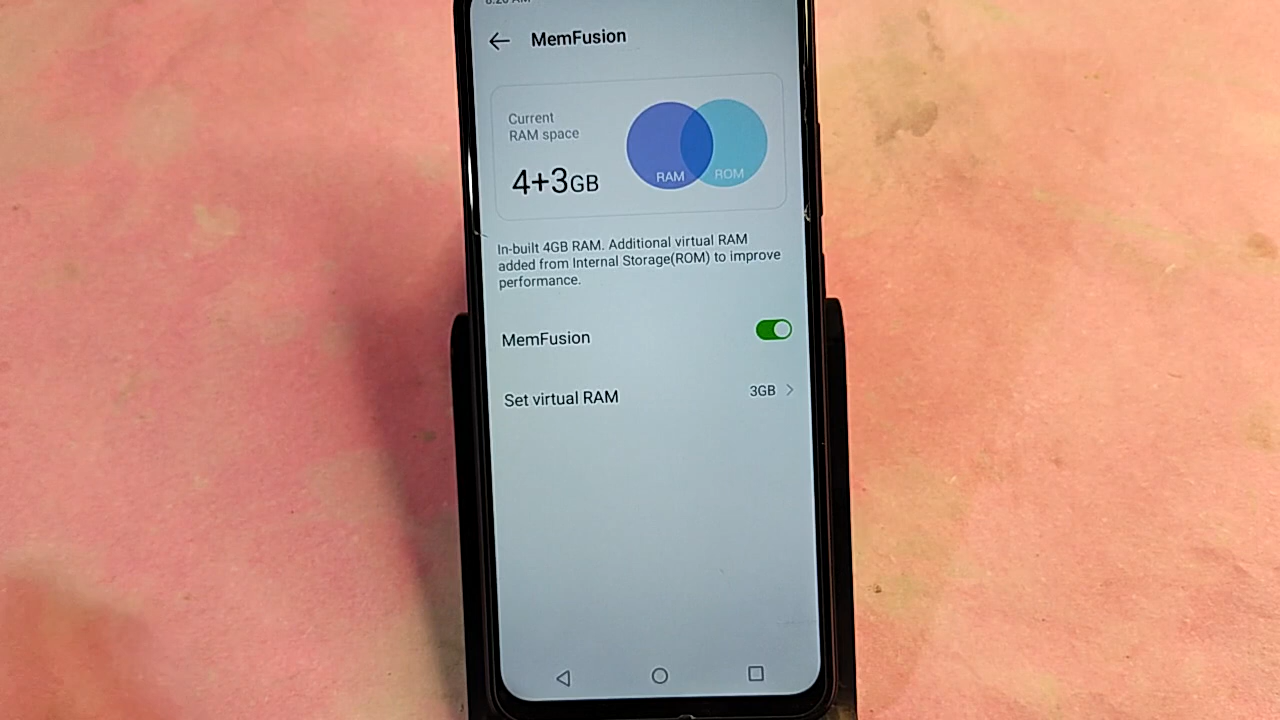 MemFusion
Current
RAM space
4+3GB
RAM
ROM
In-built 4GB RAM. Additional virtual RAM
added from Internal Storage(ROM) to improve
performance.
MemFusion
Set virtual RAM
3GB